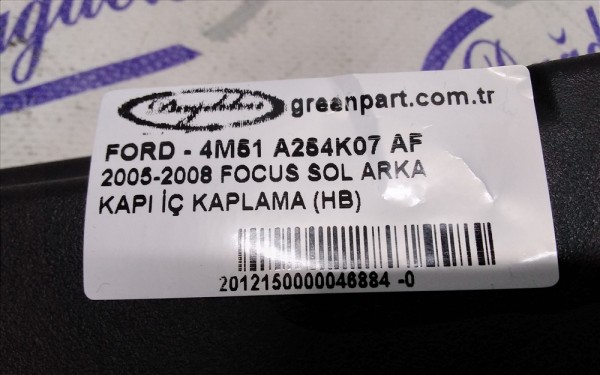 greenpart.com.tr
FORD - 4M51 A254K07 AF
2005-2008 FOCUS SOL ARKA
KAPI İÇ KAPLAMA (HB)
2012150000046884 -0